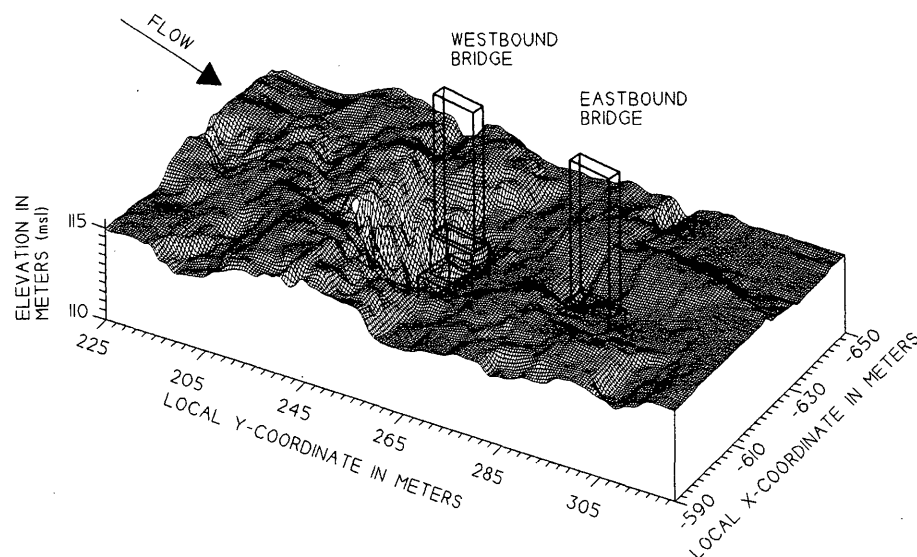 FLOW
WESTBOUND
BRIDGE
EASTBOUND
BRIDGE
ELEVATION IN
METERS (msl)
115
110
225
205
245
265
285
305
LOCAL Y-COORDINATE IN METERS
-590
-610
-630
-650
LOCAL X-COORDINATE IN METERS